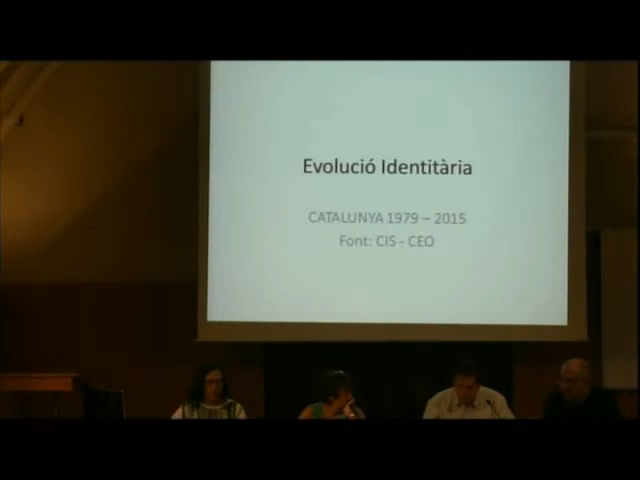 Evolució Identitària
CATALUNYA 1979 – 2015
Font: CIS - CEO